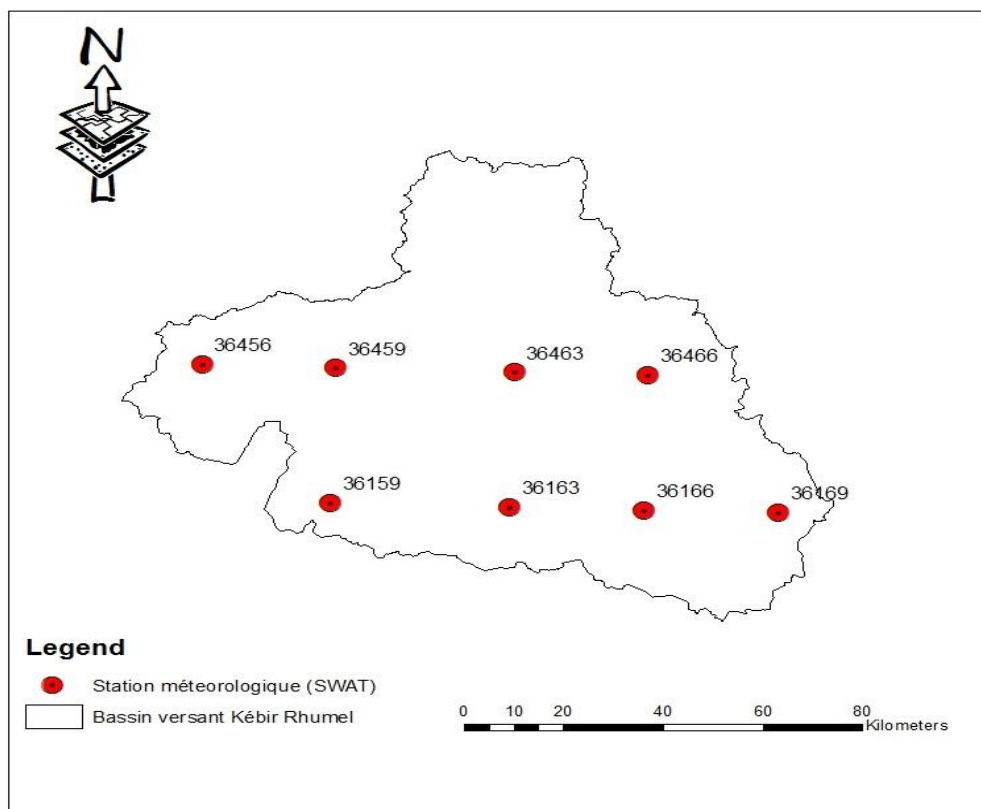 N
36456
36459
36463
36466
36159
36163
36166
36169
Legend
Station méteorologique (SWAT)
Bassin versant Kébir Rhumel
0 10 20 40 60 80
Kilometers